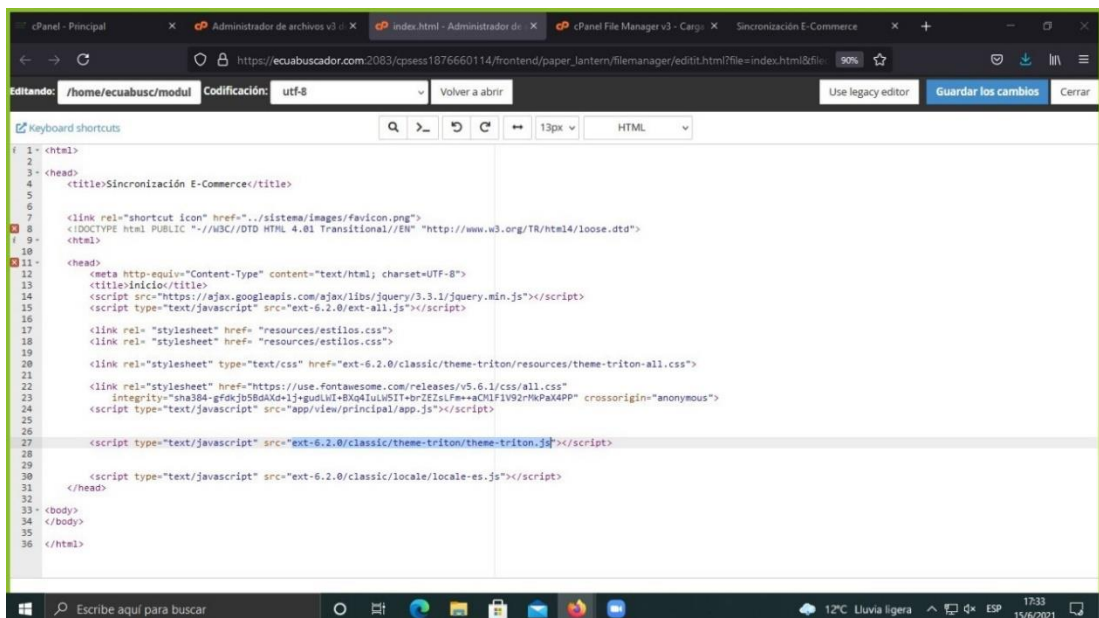 cPanel - Principal
Administrador de archivos v3 d
index.html - Administrador de
cPanel File Manager v3 - Carga
Sincronización E-Commerce
https://ecuabuscador.com:2083/cpsess1876660114/frontend/paper_lantern/filemanager/editit.html?file=index.html&file
90%
Editando: /home/ecuabusc/modul Codificación: utf-8 Volver a abrir Use legacy editor Guardar los cambios Cerrar
Keyboard shortcuts 13px HTML
1 <html>
2
3 <head>
4 <title>Sincronización E-Commerce</title>
5
6
7 <link rel="shortcut icon" href="../sistema/images/favicon.png">
8 <!DOCTYPE html PUBLIC "-//W3C//DTD HTML 4.01 Transitional//EN" "http://www.w3.org/TR/html4/loose.dtd">
9 <html>
10
11 <head>
12 <meta http-equiv="Content-Type" content="text/html; charset=UTF-8">
13 <title>inicio</title>
14 <script src="https://ajax.googleapis.com/ajax/libs/jquery/3.3.1/jquery.min.js"></script>
15 <script type="text/javascript" src="ext-6.2.0/ext-all.js"></script>
16
17 <link rel= "stylesheet" href= "resources/estilos.css">
18 <link rel= "stylesheet" href= "resources/estilos.css">
19
20 <link rel="stylesheet" type="text/css" href="ext-6.2.0/classic/theme-triton/resources/theme-triton-all.css">
21
22 <link rel="stylesheet" href="https://use.fontawesome.com/releases/v5.6.1/css/all.css"
23 integrity="sha384-gfdkjb5BdAXd+lj+gudLWI+BXq4IuLW5IT+brZEZsLFm++aCMlF1V92rMkPaX4PP" crossorigin="anonymous">
24 <script type="text/javascript" src="app/view/principal/app.js"></script>
25
26
27 <script type="text/javascript" src="ext-6.2.0/classic/theme-triton/theme-triton.js"></script>
28
29
30 <script type="text/javascript" src="ext-6.2.0/classic/locale/locale-es.js"></script>
31 </head>
32
33 <body>
34 </body>
35
36 </html>
Escribe aquí para buscar
12°C Lluvia ligera ESP 17:33
15/6/2021